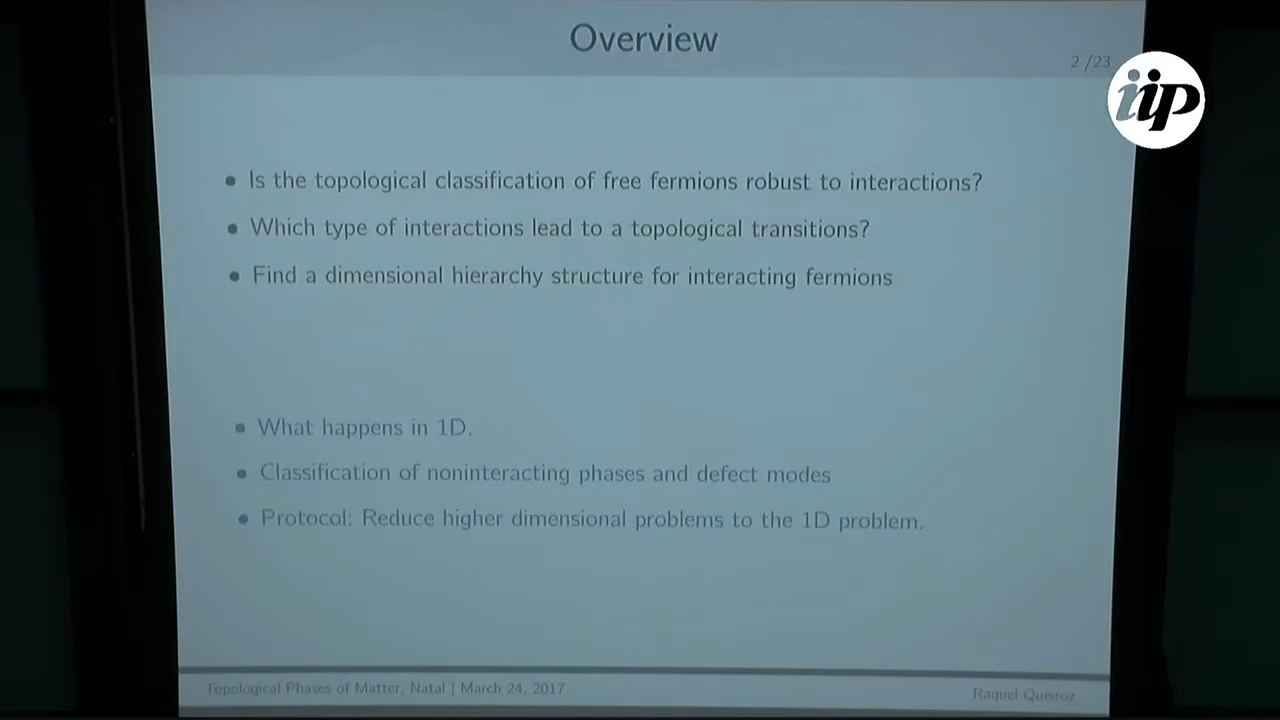 Overview
2 /23
iip
• Is the topological classification of free fermions robust to interactions?
• Which type of interactions lead to a topological transitions?
• Find a dimensional hierarchy structure for interacting fermions
• What happens in 1D.
• Classification of noninteracting phases and defect modes
• Protocol: Reduce higher dimensional problems to the 1D problem.
Topological Phases of Matter, Natal | March 24, 2017
Raquel Queiroz